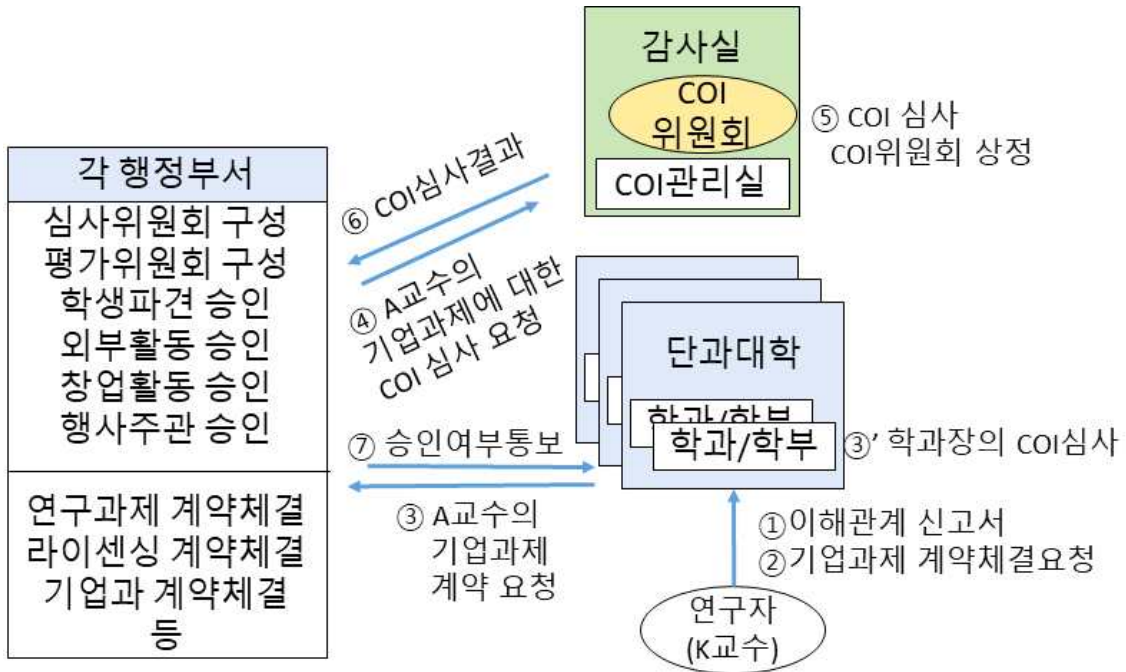 감사실
COI
위원회
COI관리실
⑤ COI 심사
COI위원회 상정
각 행정부서
심사위원회 구성
평가위원회 구성
학생파견 승인
외부활동 승인
창업활동 승인
행사주관 승인
연구과제 계약체결
라이센싱 계약체결
기업과 계약체결
등
⑥ COI심사결과
④ A교수의
기업과제에 대한
COI 심사 요청
단과대학
학과/학부
학과/학부
③’ 학과장의 COI심사
⑦ 승인여부통보
③ A교수의
기업과제
계약 요청
①이해관계 신고서
②기업과제 계약체결요청
연구자
(K교수)